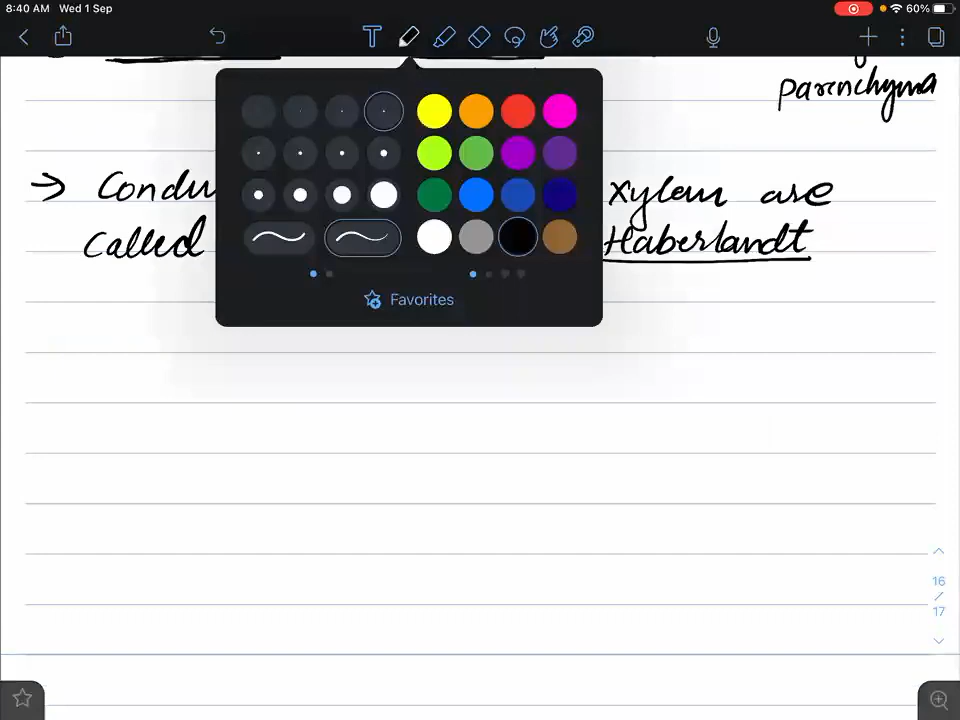 8:40 AM Wed 1 Sep
60%
T
parenchyma
→ Condu
xylem are
called
Haberlandt
Favorites
16
/
17